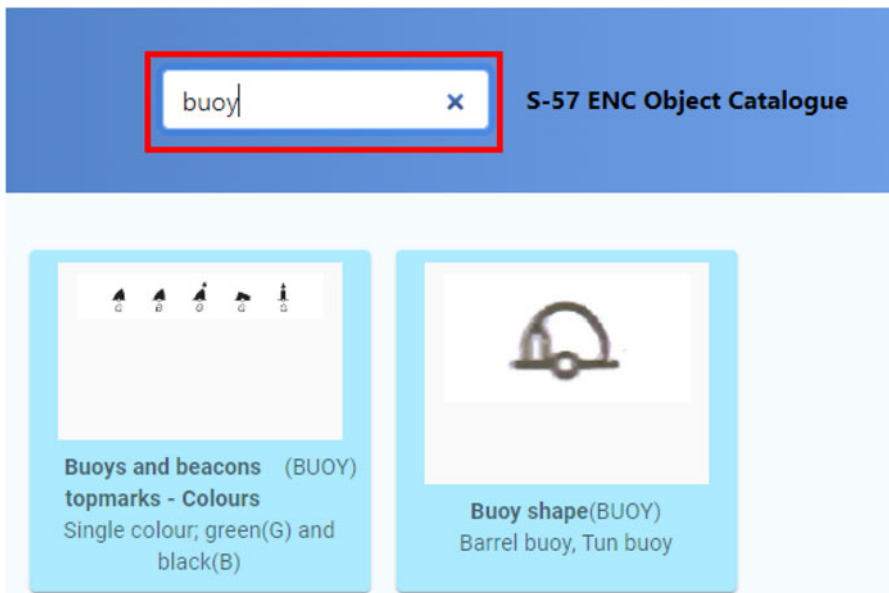 buoy
S-57 ENC Object Catalogue
Buoys and beacons (BUOY)
topmarks - Colours
Single colour; green(G) and
black(B)
Buoy shape(BUOY)
Barrel buoy, Tun buoy